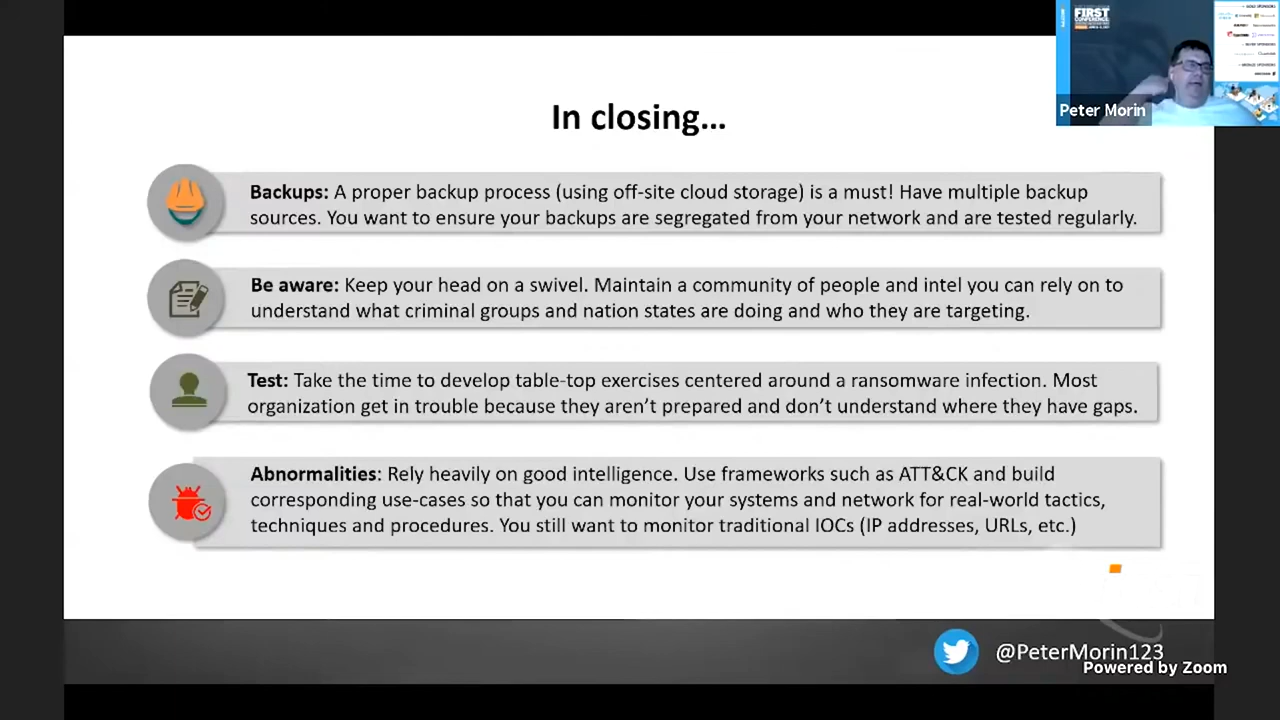 FIRST
CONFERENCE
Peter Morin
In closing...
Backups: A proper backup process (using off-site cloud storage) is a must! Have multiple backup
sources. You want to ensure your backups are segregated from your network and are tested regularly.
Be aware: Keep your head on a swivel. Maintain a community of people and intel you can rely on to
understand what criminal groups and nation states are doing and who they are targeting.
Test: Take the time to develop table-top exercises centered around a ransomware infection. Most
organization get in trouble because they aren't prepared and don't understand where they have gaps.
Abnormalities: Rely heavily on good intelligence. Use frameworks such as ATT&CK and build
corresponding use-cases so that you can monitor your systems and network for real-world tactics,
techniques and procedures. You still want to monitor traditional IOCs (IP addresses, URLs, etc.)
@PeterMorin123
Powered by Zoom